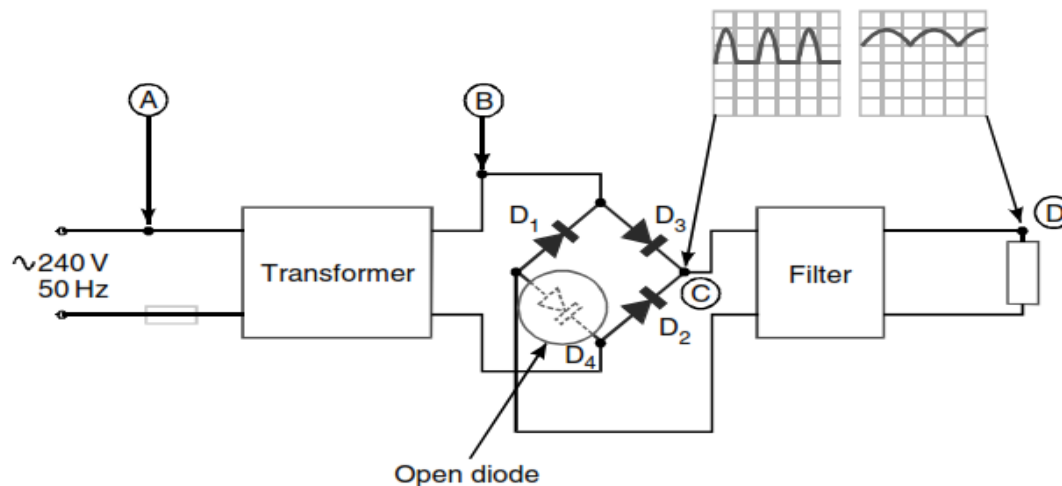 A
B
D₁
D₃
D
∿240 V
50 Hz
Transformer
Filter
C
D₂
D₄
Open diode